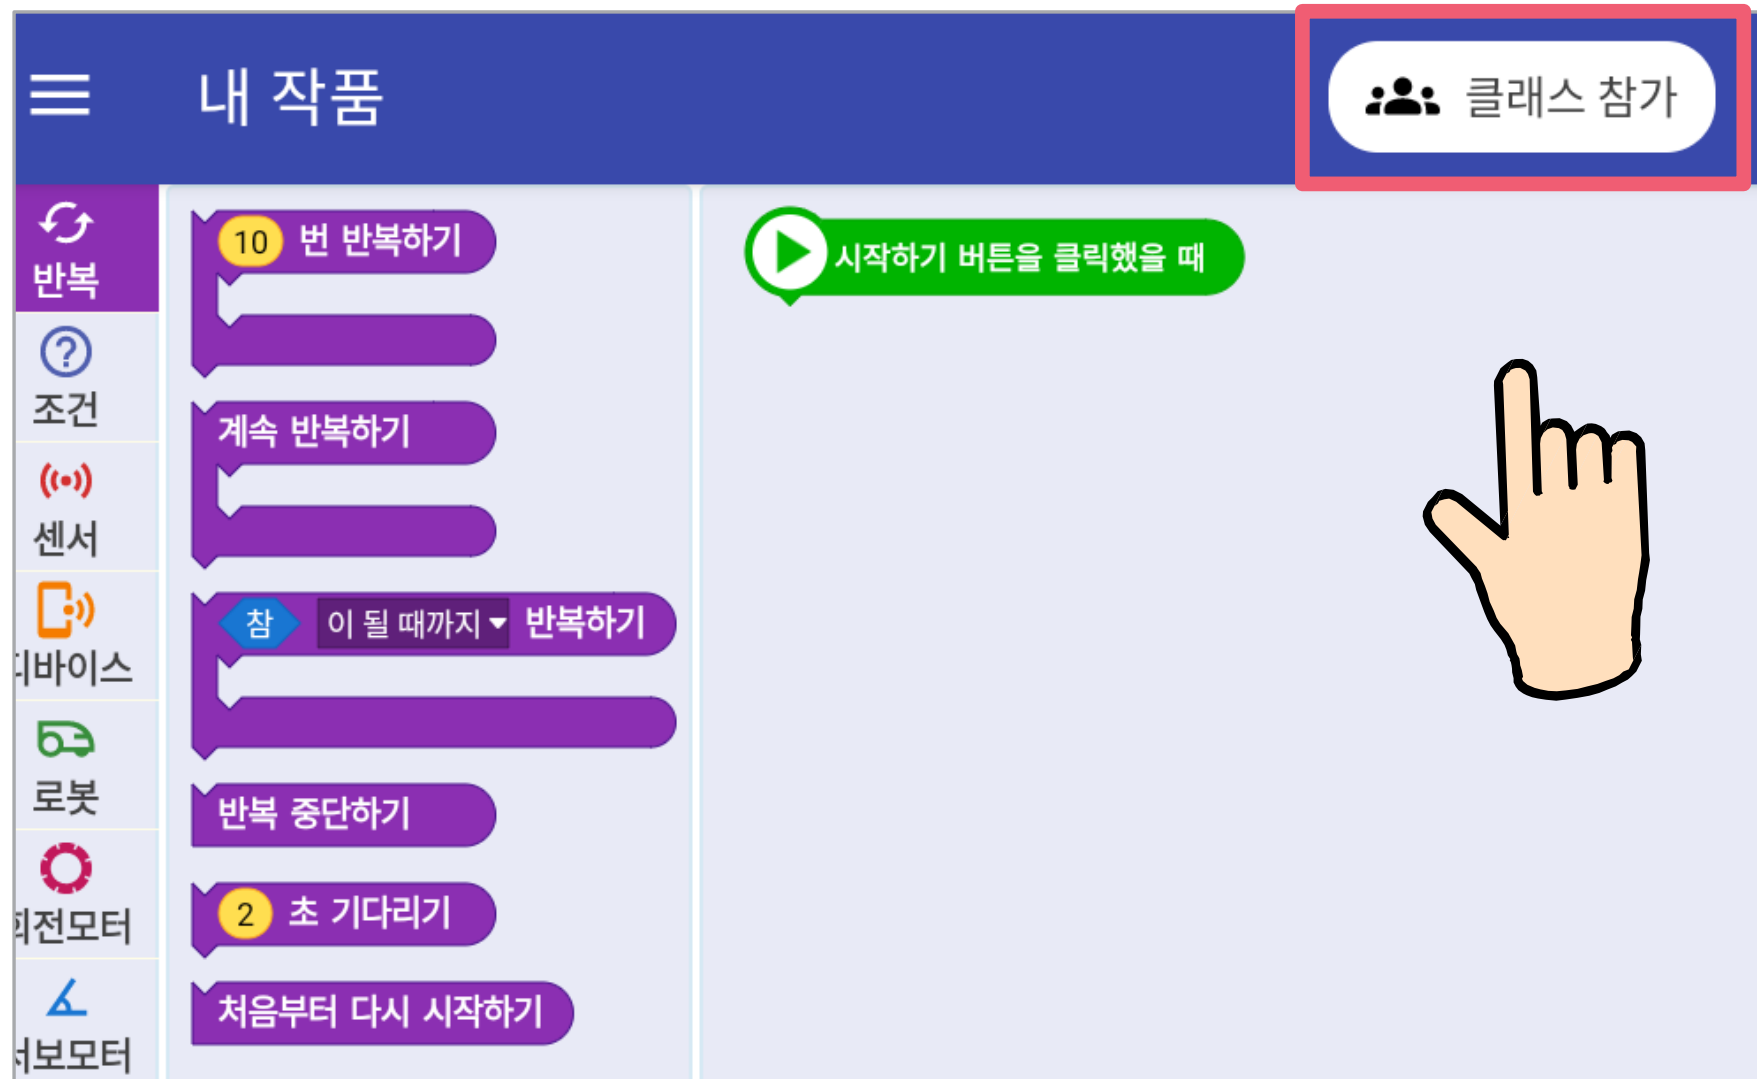 내 작품
클래스 참가
반복
조건
센서
디바이스
로봇
회전모터
서보모터
10 번 반복하기
계속 반복하기
참 이 될 때까지 반복하기
반복 중단하기
2 초 기다리기
처음부터 다시 시작하기
시작하기 버튼을 클릭했을 때